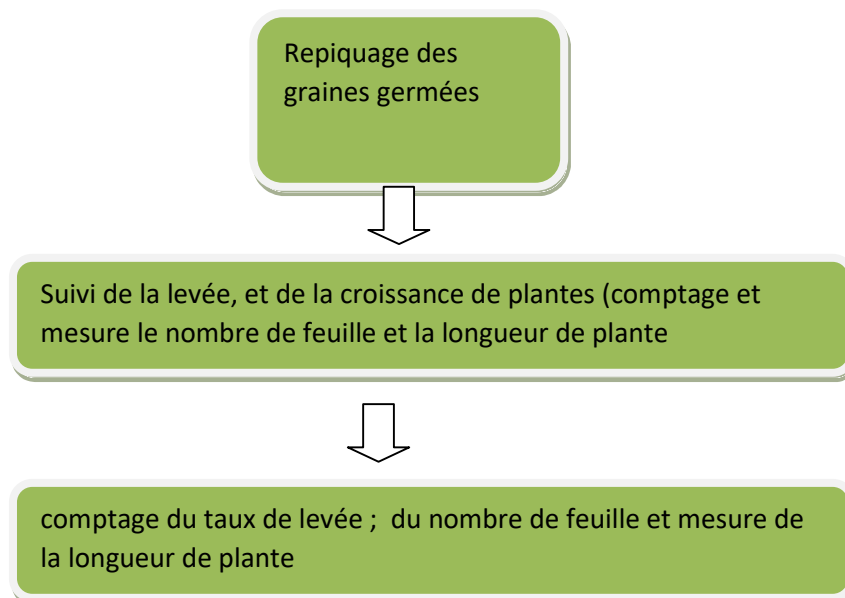 Repiquage des
graines germées
Suivi de la levée, et de la croissance de plantes (comptage et
mesure le nombre de feuille et la longueur de plante
comptage du taux de levée ;  du nombre de feuille et mesure de
la longueur de plante